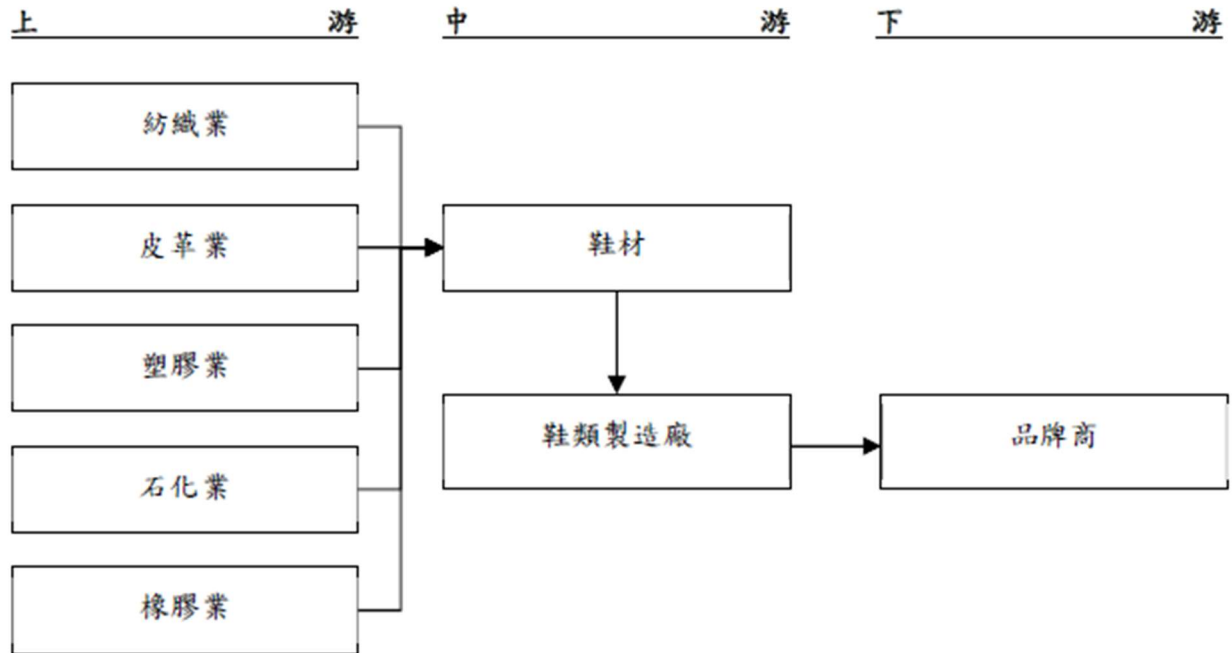 上游 中游 下游
紡織業
皮革業 鞋材
塑膠業
鞋類製造廠 品牌商
石化業
橡膠業